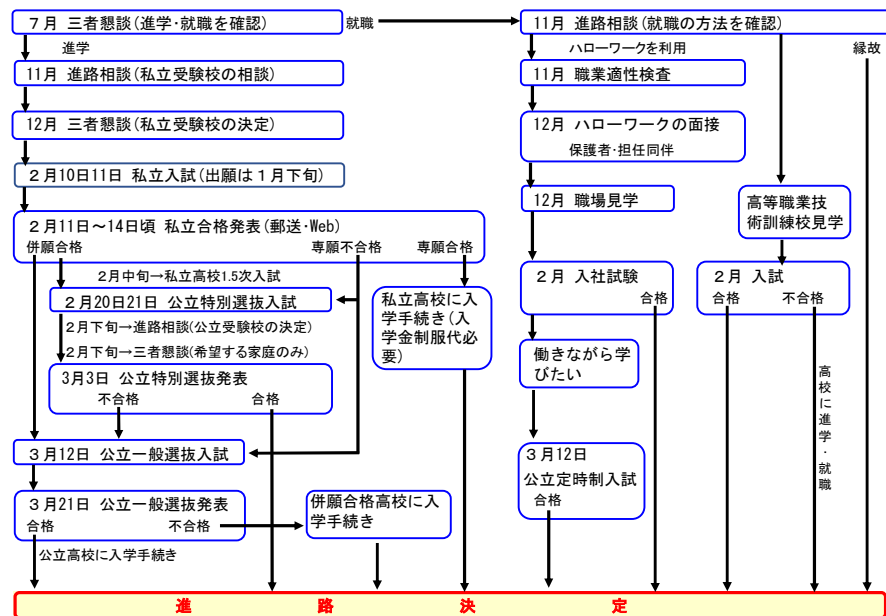 ７月 三者懇談(進学･就職を確認)
就職
進学
11月 進路相談(私立受験校の相談)
12月 三者懇談(私立受験校の決定)
２月10日11日 私立入試(出願は１月下旬)
２月11日～14日頃 私立合格発表(郵送･Web)
併願合格
専願不合格
専願合格
２月中旬→私立高校1.5次入試
２月20日21日 公立特別選抜入試
２月下旬→進路相談(公立受験校の決定)
２月下旬→三者懇談(希望する家庭のみ)
3月3日 公立特別選抜発表
不合格
合格
３月12日 公立一般選抜入試
３月21日 公立一般選抜発表
合格
不合格
公立高校に入学手続き
併願合格高校に入
学手続き
私立高校に入
学手続き(入
学金制服代必
要)
11月 進路相談(就職の方法を確認)
ハローワークを利用
縁故
11月 職業適性検査
12月 ハローワークの面接
保護者･担任同伴
12月 職場見学
２月 入社試験
合格
働きながら学
びたい
３月12日
公立定時制入試
合格
高等職業技
術訓練校見学
２月 入試
合格
不合格
高校に進学・就職
進路決定